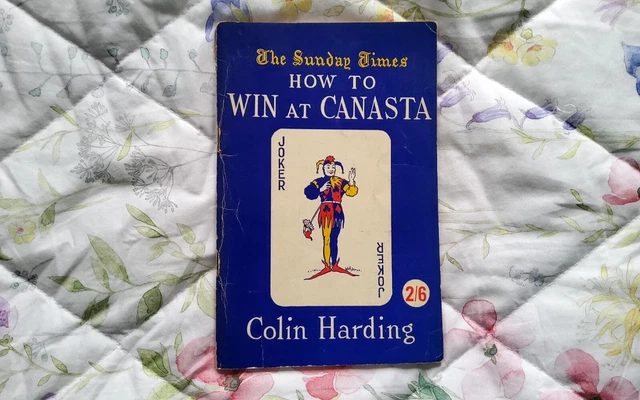 The Sunday Times
HOW TO
WIN AT CANASTA
JOKER
JOKER
2/6
Colin Harding